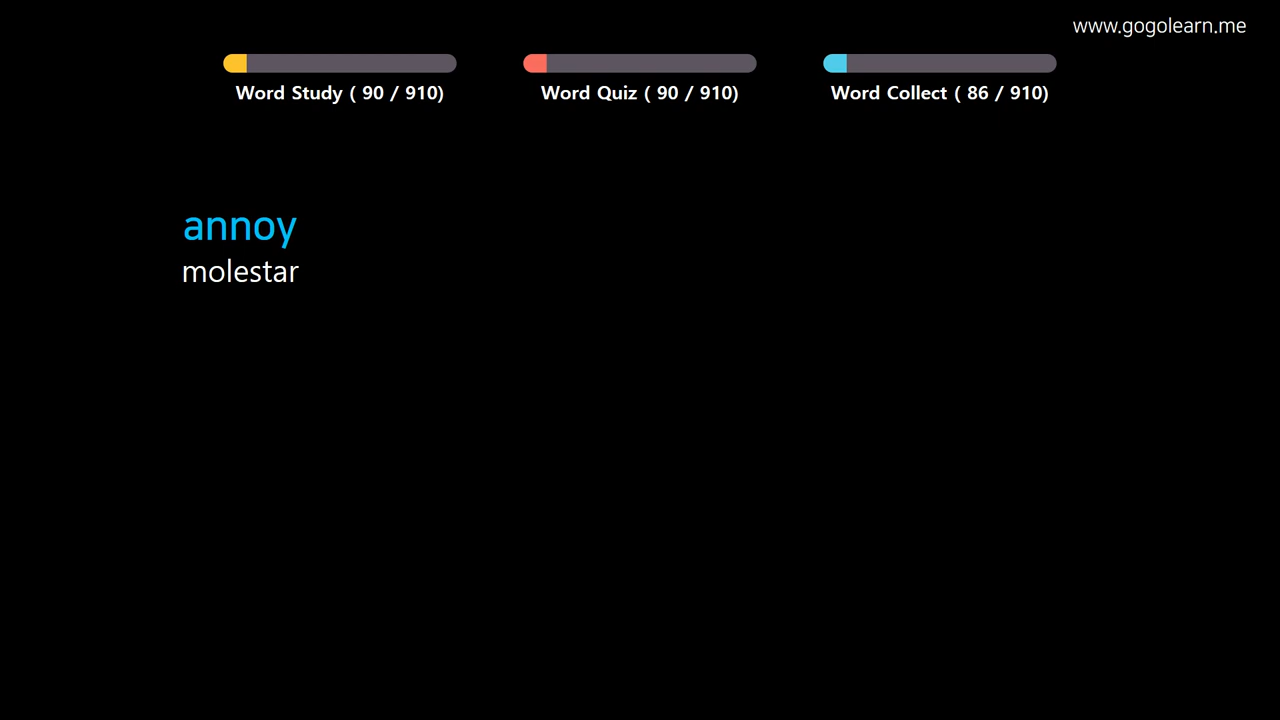 www.gogolearn.me
Word Study ( 90 / 910)
Word Quiz ( 90 / 910)
Word Collect ( 86 / 910)
annoy
molestar